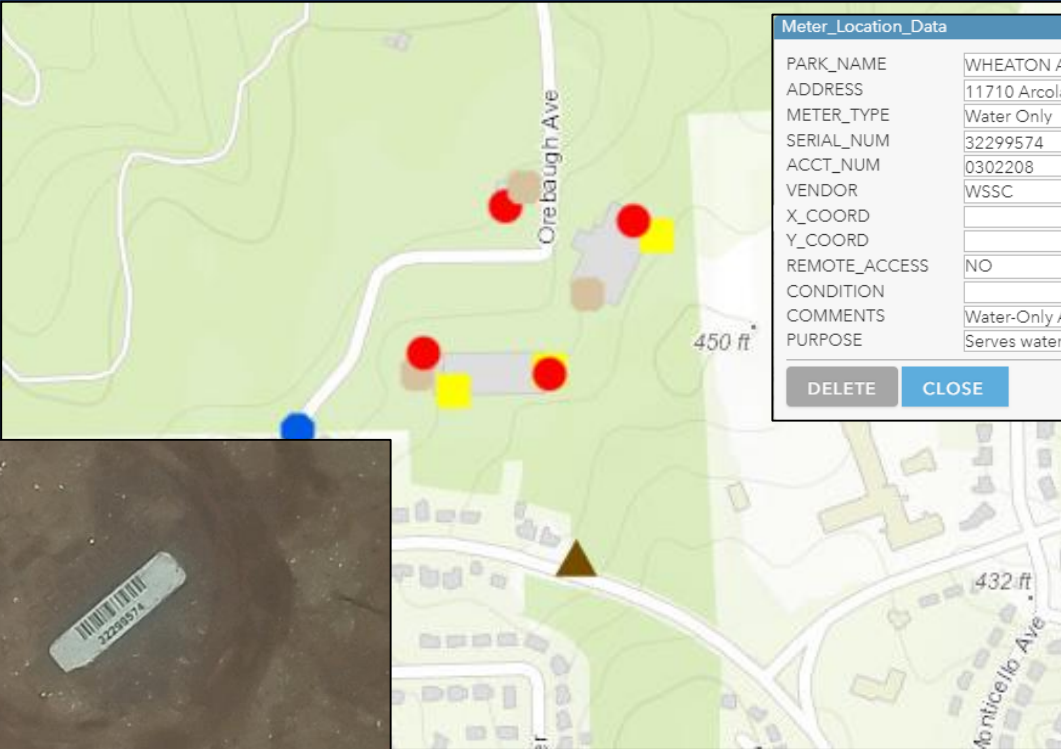 Meter_Location_Data
PARK_NAME WHEATON A
ADDRESS 11710 Arcola
METER_TYPE Water Only
SERIAL_NUM 32299574
ACCT_NUM 0302208
VENDOR WSSC
X_COORD
Y_COORD
REMOTE_ACCESS NO
CONDITION
COMMENTS Water-Only A
PURPOSE Serves water
DELETE CLOSE
Orebaugh Ave
450 ft
432 ft
Monticello Ave
er
32299574